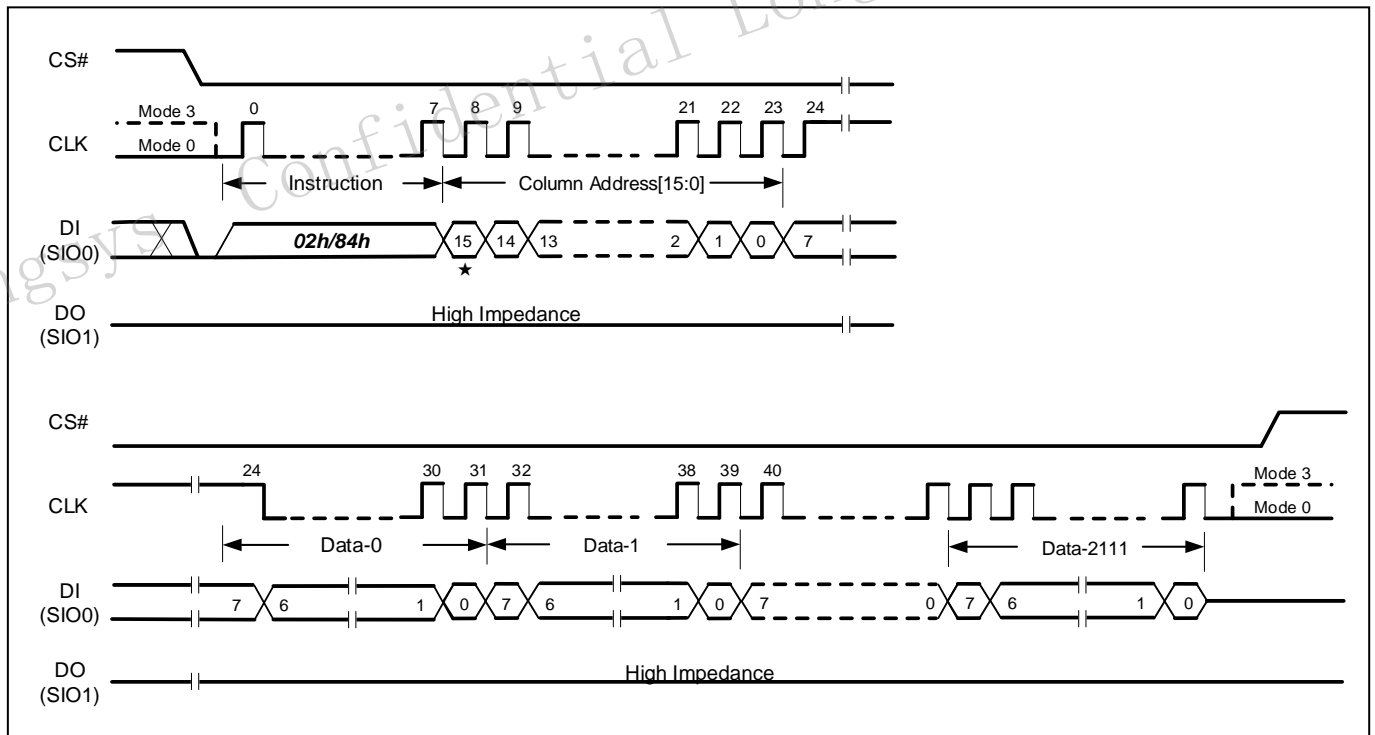 CS#
Mode 3 0 7 8 9 21 22 23 24
CLK
Mode 0
Instruction Column Address[15:0]
DI
(SIO0)
02h/84h 15 14 13 2 1 0 7
★
DO
(SIO1)
High Impedance
CS#
24 30 31 32 38 39 40 Mode 3
CLK
Mode 0
Data-0 Data-1 Data-2111
DI
(SIO0)
7 6 1 0 7 6 1 0 7 0 7 6 1 0
DO
(SIO1)
High Impedance
ngsys Confidential Long